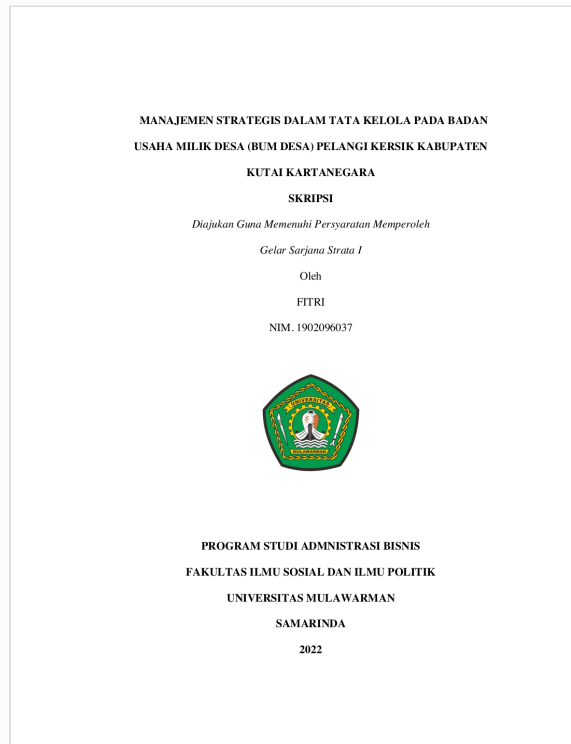 MANAJEMEN STRATEGIS DALAM TATA KELOLA PADA BADAN
USAHA MILIK DESA (BUM DESA) PELANGI KERSIK KABUPATEN
KUTAI KARTANEGARA
SKRIPSI
Diajukan Guna Memenuhi Persyaratan Memperoleh
Gelar Sarjana Strata I
Oleh
FITRI
NIM. 1902096037
UNIVERSITAS
MULAWARMAN
PROGRAM STUDI ADMNISTRASI BISNIS
FAKULTAS ILMU SOSIAL DAN ILMU POLITIK
UNIVERSITAS MULAWARMAN
SAMARINDA
2022